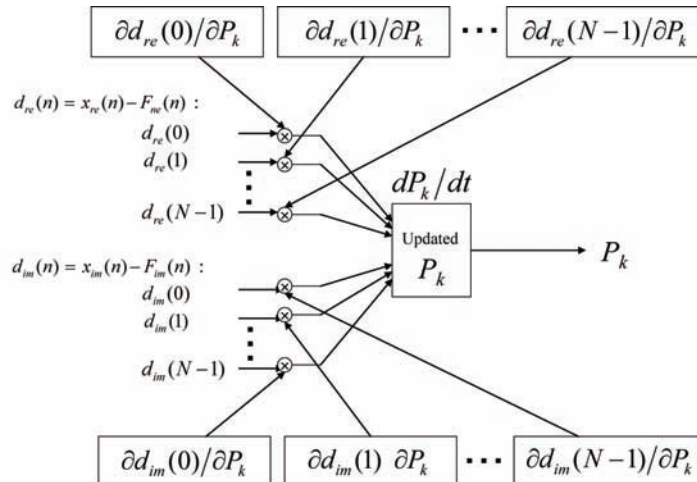 ∂d_re(0)/∂P_k ∂d_re(1)/∂P_k ... ∂d_re(N−1)/∂P_k
d_re(n) = x_re(n) − F_re(n) :
d_re(0)
d_re(1)
d_re(N−1)
dP_k/dt
Updated
P_k
P_k
d_im(n) = x_im(n) − F_im(n) :
d_im(0)
d_im(1)
d_im(N−1)
∂d_im(0)/∂P_k ∂d_im(1) ∂P_k ... ∂d_im(N−1)/∂P_k